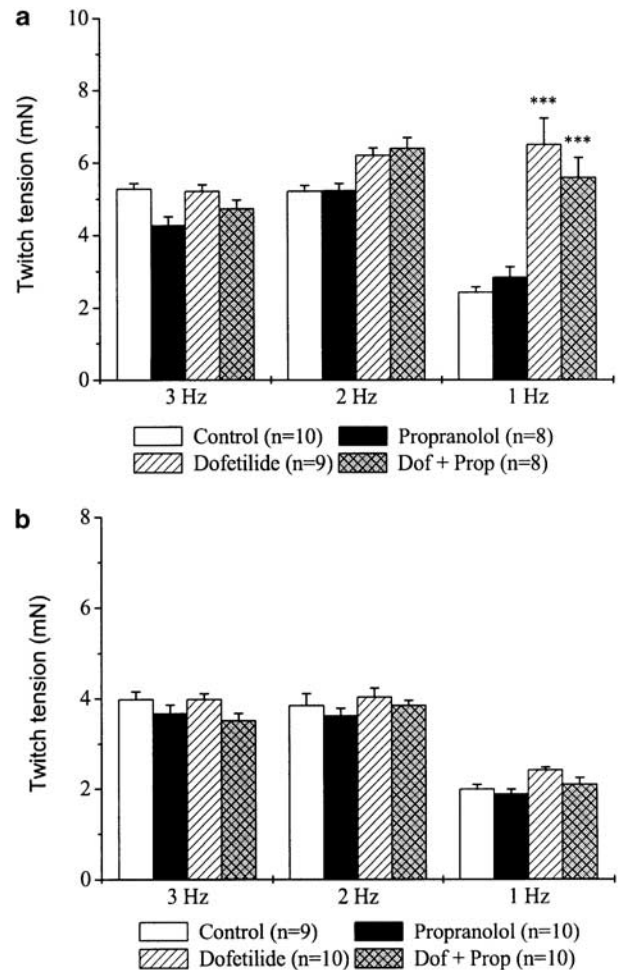 a
10
8
6
4
2
0
Twitch tension (mN)
***
***
3 Hz 2 Hz 1 Hz
Control (n=10) Propranolol (n=8)
Dofetilide (n=9) Dof + Prop (n=8)
b
8
6
4
2
0
Twitch tension (mN)
3 Hz 2 Hz 1 Hz
Control (n=9) Propranolol (n=10)
Dofetilide (n=10) Dof + Prop (n=10)